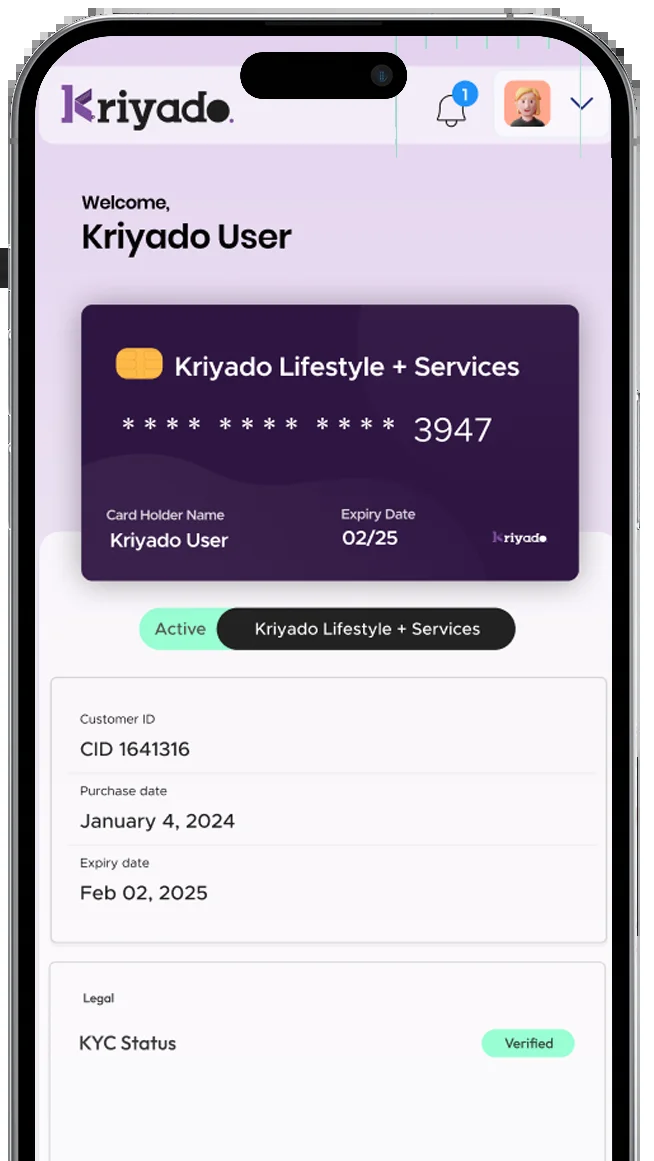 Kriyado.
1
Welcome,
Kriyado User
Kriyado Lifestyle + Services
* * * * * * * * * * * * 3947
Card Holder Name
Kriyado User
Expiry Date
02/25
Kriyado
Active
Kriyado Lifestyle + Services
Customer ID
CID 1641316
Purchase date
January 4, 2024
Expiry date
Feb 02, 2025
Legal
KYC Status
Verified